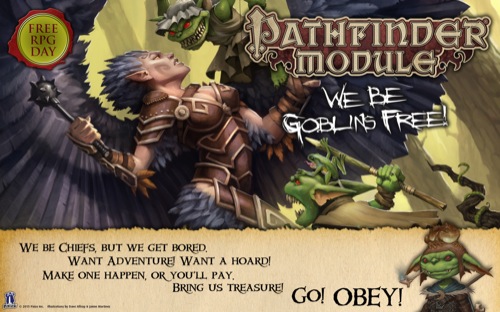 FREE
RPG
DAY
PATHFINDER
MODULE
WE BE
GOBLINS FREE!
WE BE CHIEFS, BUT WE GET BORED.
WANT ADVENTURE! WANT A HOARD!
MAKE ONE HAPPEN, OR YOU'LL PAY.
BRING US TREASURE!
GO! OBEY!